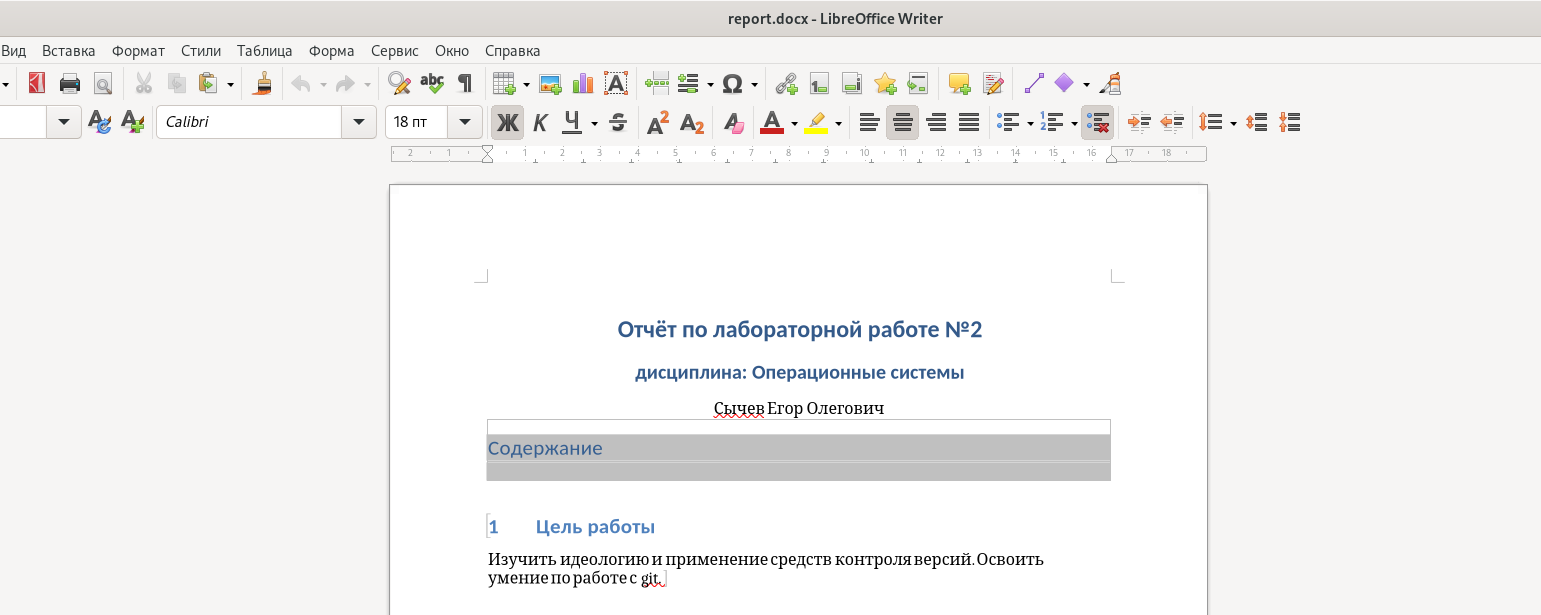 report.docx - LibreOffice Writer
Вид Вставка Формат Стили Таблица Форма Сервис Окно Справка
abc
Calibri 18 пт Ж К Ч S
2 1 1 2 3 4 5 6 7 8 9 10 11 12 13 14 15 16 17 18
Отчёт по лабораторной работе №2
дисциплина: Операционные системы
Сычев Егор Олегович
Содержание
1 Цель работы
Изучить идеологию и применение средств контроля версий. Освоить
умение по работе с git.